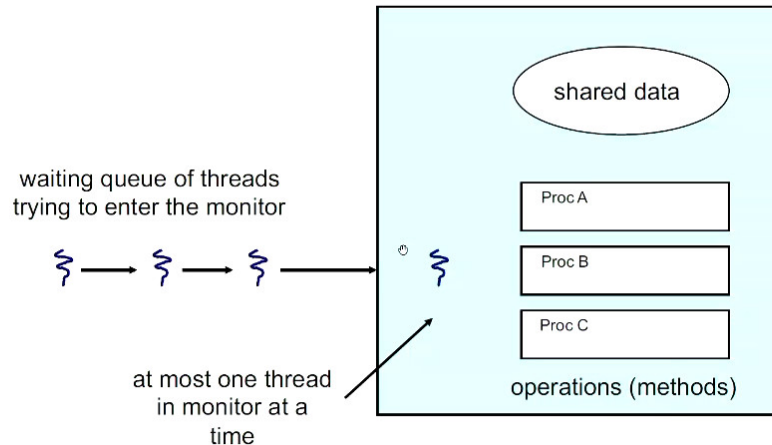 shared data
waiting queue of threads
trying to enter the monitor
Proc A
Proc B
Proc C
operations (methods)
at most one thread
in monitor at a
time